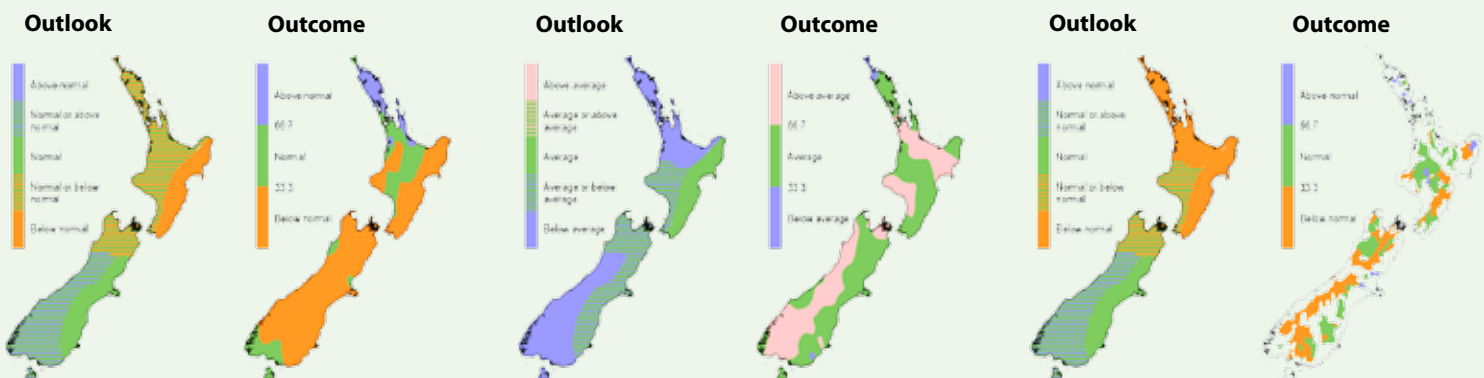 Outlook
Above normal
Normal or above
normal
Normal
Normal or below
normal
Below normal
Outcome
Above normal
66.7
Normal
33.3
Below normal
Outlook
Above average
Average or above
average
Average
Average or below
average
Below average
Outcome
Above average
66.7
Average
33.3
Below average
Outlook
Above normal
Normal or above
normal
Normal
Normal or below
normal
Below normal
Outcome
Above normal
66.7
Normal
33.3
Below normal